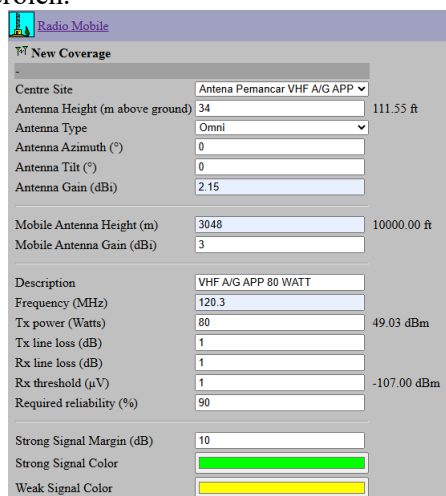 Radio Mobile
New Coverage
-
Centre Site Antena Pemancar VHF A/G APP
Antenna Height (m above ground) 34 111.55 ft
Antenna Type Omni
Antenna Azimuth (°) 0
Antenna Tilt (°) 0
Antenna Gain (dBi) 2.15
Mobile Antenna Height (m) 3048 10000.00 ft
Mobile Antenna Gain (dBi) 3
Description VHF A/G APP 80 WATT
Frequency (MHz) 120.3
Tx power (Watts) 80 49.03 dBm
Tx line loss (dB) 1
Rx line loss (dB) 1
Rx threshold (µV) 1 -107.00 dBm
Required reliability (%) 90
Strong Signal Margin (dB) 10
Strong Signal Color
Weak Signal Color